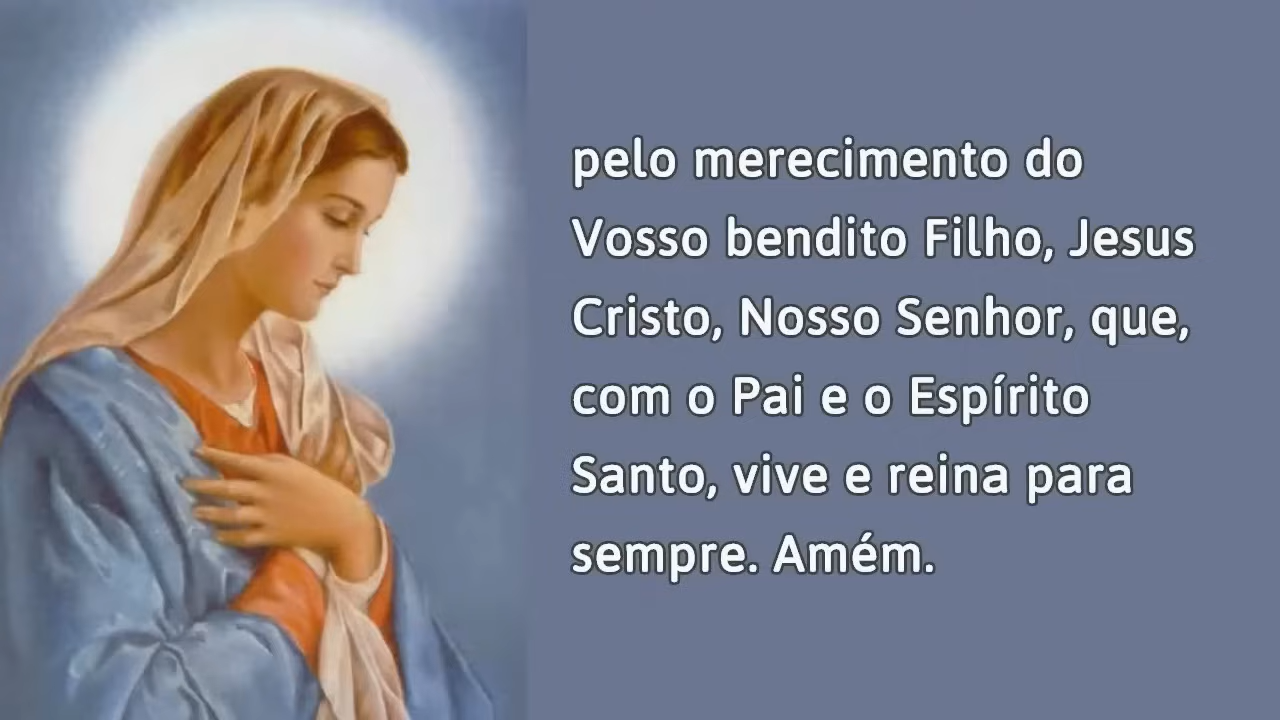 pelo merecimento do
Vosso bendito Filho, Jesus
Cristo, Nosso Senhor, que,
com o Pai e o Espírito
Santo, vive e reina para
sempre. Amém.